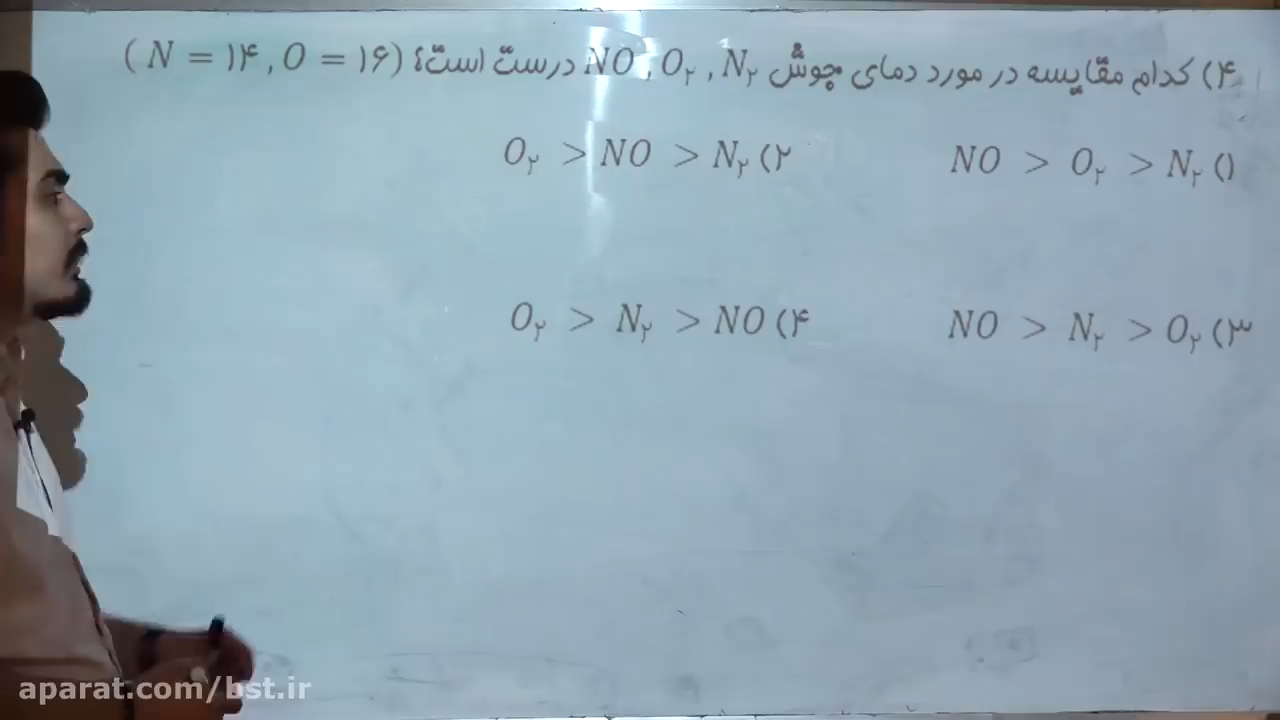 ۴) کدام مقایسه در مورد دمای جوش N۲ , O۲ , NO درست است؟ (N = ۱۴ , O = ۱۶)
۱) NO > O۲ > N۲
۲) O۲ > NO > N۲
۳) NO > N۲ > O۲
۴) O۲ > N۲ > NO
aparat.com/bst.ir